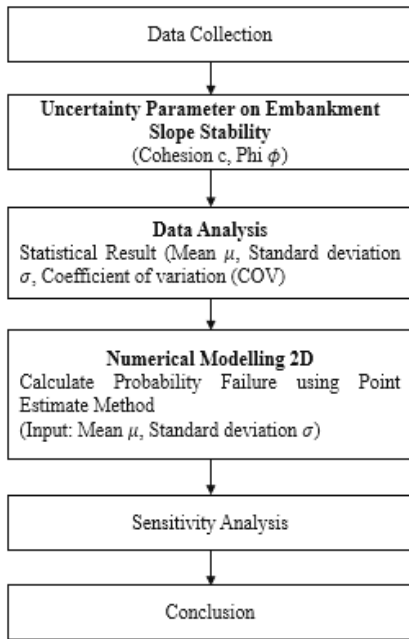 Data Collection
Uncertainty Parameter on Embankment
Slope Stability
(Cohesion c, Phi ϕ)
Data Analysis
Statistical Result (Mean μ, Standard deviation
σ, Coefficient of variation (COV)
Numerical Modelling 2D
Calculate Probability Failure using Point
Estimate Method
(Input: Mean μ, Standard deviation σ)
Sensitivity Analysis
Conclusion